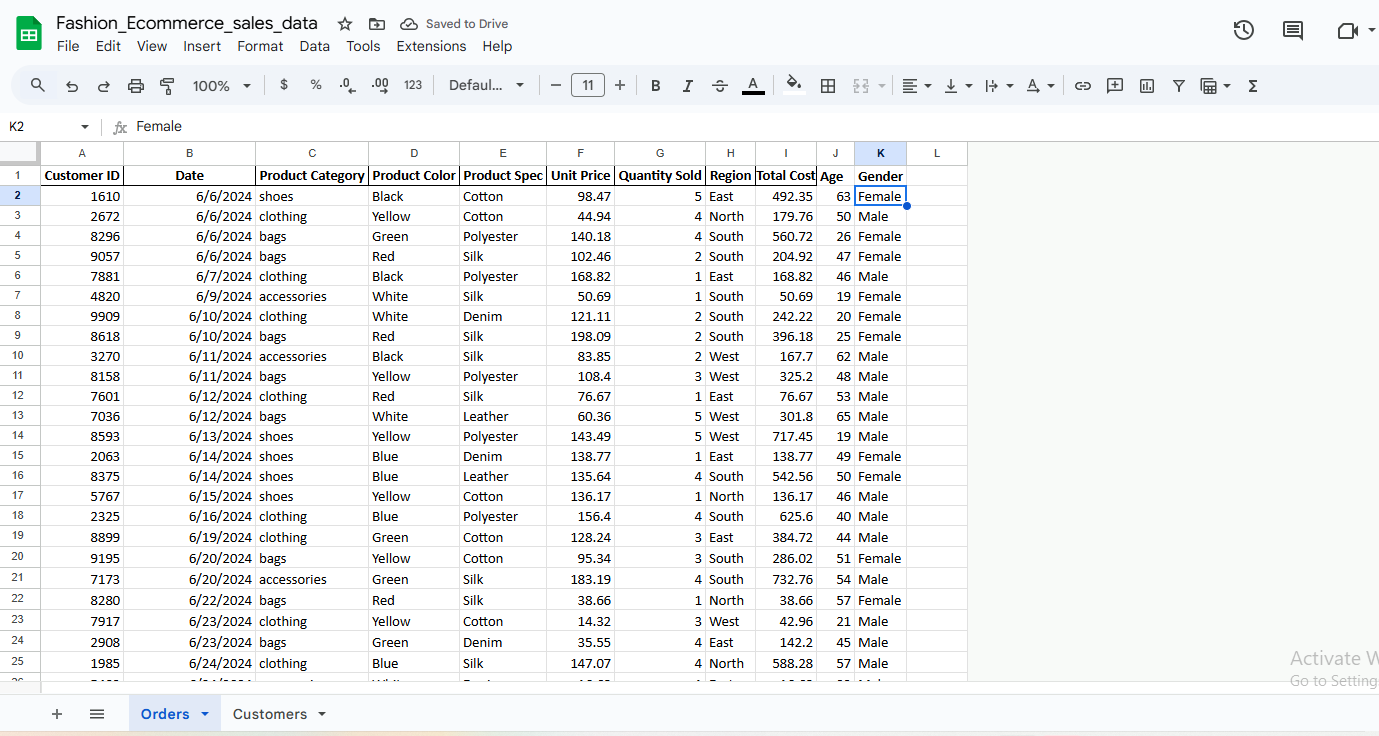 Fashion_Ecommerce_sales_data Saved to Drive
File Edit View Insert Format Data Tools Extensions Help
100% $ % .0 .00 123 Defaul... − 11 + B I A
K2 fx Female
A B C D E F G H I J K L
1 Customer ID Date Product Category Product Color Product Spec Unit Price Quantity Sold Region Total Cost Age Gender
2 1610 6/6/2024 shoes Black Cotton 98.47 5 East 492.35 63 Female
3 2672 6/6/2024 clothing Yellow Cotton 44.94 4 North 179.76 50 Male
4 8296 6/6/2024 bags Green Polyester 140.18 4 South 560.72 26 Female
5 9057 6/6/2024 bags Red Silk 102.46 2 South 204.92 47 Female
6 7881 6/7/2024 clothing Black Polyester 168.82 1 East 168.82 46 Male
7 4820 6/9/2024 accessories White Silk 50.69 1 South 50.69 19 Female
8 9909 6/10/2024 clothing White Denim 121.11 2 South 242.22 20 Female
9 8618 6/10/2024 bags Red Silk 198.09 2 South 396.18 25 Female
10 3270 6/11/2024 accessories Black Silk 83.85 2 West 167.7 62 Male
11 8158 6/11/2024 bags Yellow Polyester 108.4 3 West 325.2 48 Male
12 7601 6/12/2024 clothing Red Silk 76.67 1 East 76.67 53 Male
13 7036 6/12/2024 bags White Leather 60.36 5 West 301.8 65 Male
14 8593 6/13/2024 shoes Yellow Polyester 143.49 5 West 717.45 19 Male
15 2063 6/14/2024 shoes Blue Denim 138.77 1 East 138.77 49 Female
16 8375 6/14/2024 shoes Blue Leather 135.64 4 South 542.56 50 Female
17 5767 6/15/2024 shoes Yellow Cotton 136.17 1 North 136.17 46 Male
18 2325 6/16/2024 clothing Blue Polyester 156.4 4 South 625.6 40 Male
19 8899 6/19/2024 clothing Green Cotton 128.24 3 East 384.72 44 Male
20 9195 6/20/2024 bags Yellow Cotton 95.34 3 South 286.02 51 Female
21 7173 6/20/2024 accessories Green Silk 183.19 4 South 732.76 54 Male
22 8280 6/22/2024 bags Red Silk 38.66 1 North 38.66 57 Female
23 7917 6/23/2024 clothing Yellow Cotton 14.32 3 West 42.96 21 Male
24 2908 6/23/2024 bags Green Denim 35.55 4 East 142.2 45 Male
25 1985 6/24/2024 clothing Blue Silk 147.07 4 North 588.28 57 Male
Activate W
Go to Setting
+ Orders Customers